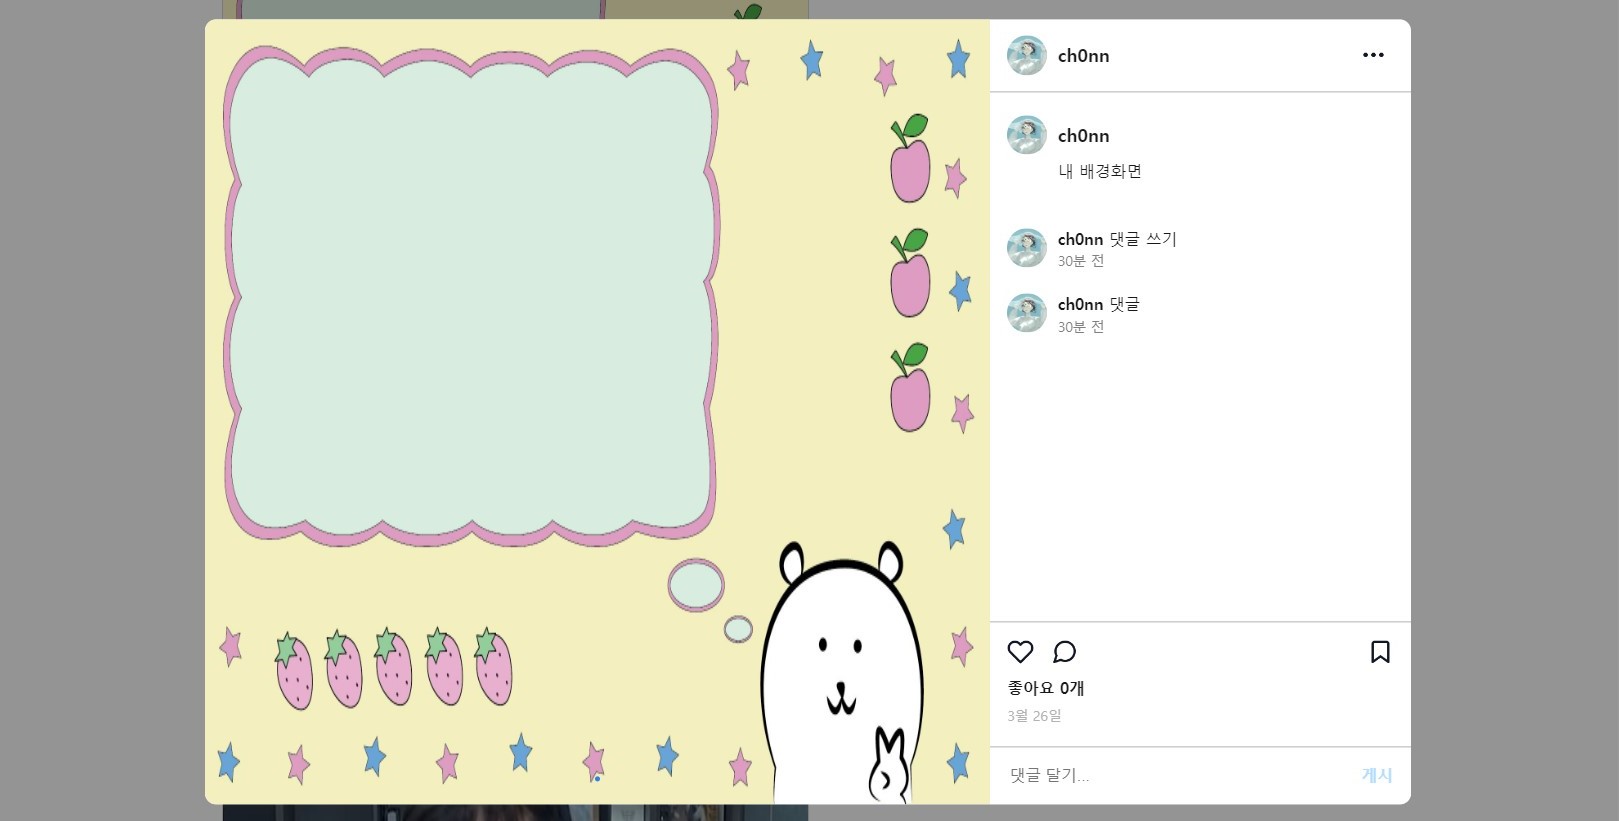 ch0nn
ch0nn
내 배경화면
ch0nn 댓글 쓰기
30분 전
ch0nn 댓글
30분 전
좋아요 0개
3월 26일
댓글 달기...
게시